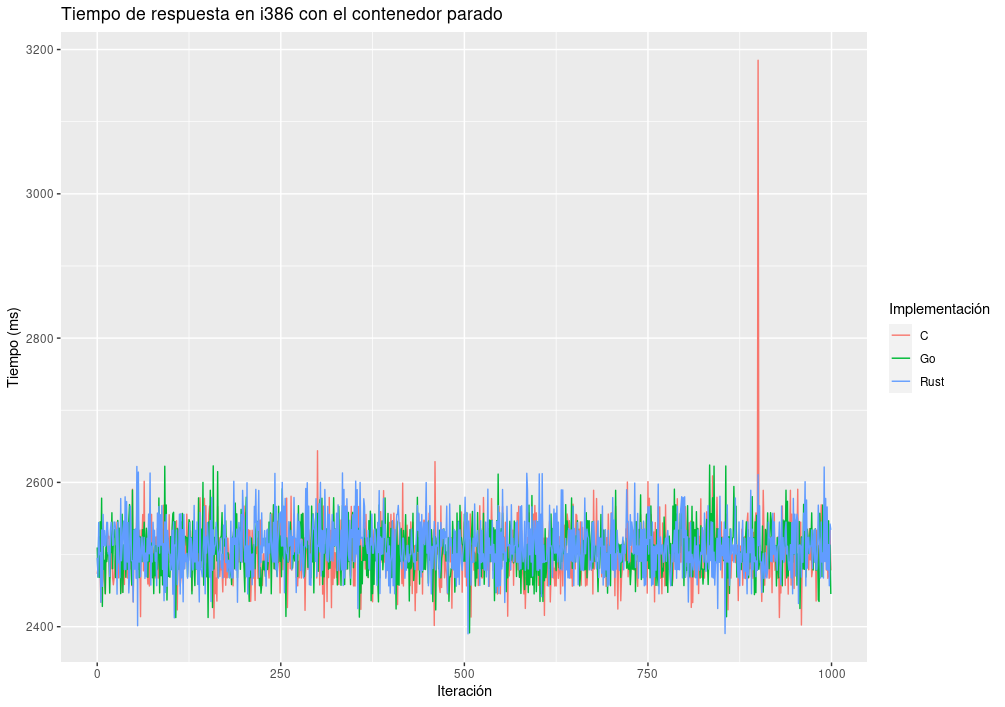 Tiempo de respuesta en i386 con el contenedor parado
Tiempo (ms)
3200
3000
2800
2600
2400
0
250
500
750
1000
Iteración
Implementación
C
Go
Rust